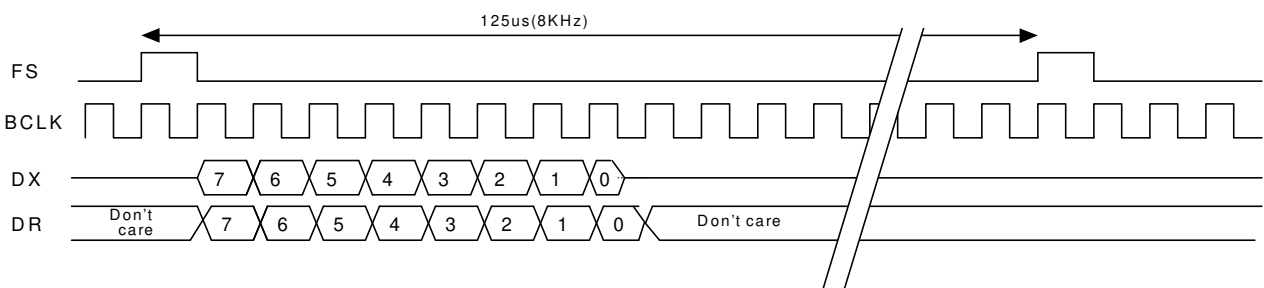 125us(8KHz)
FS
BCLK
DX 7 6 5 4 3 2 1 0
DR Don't care 7 6 5 4 3 2 1 0 Don't care